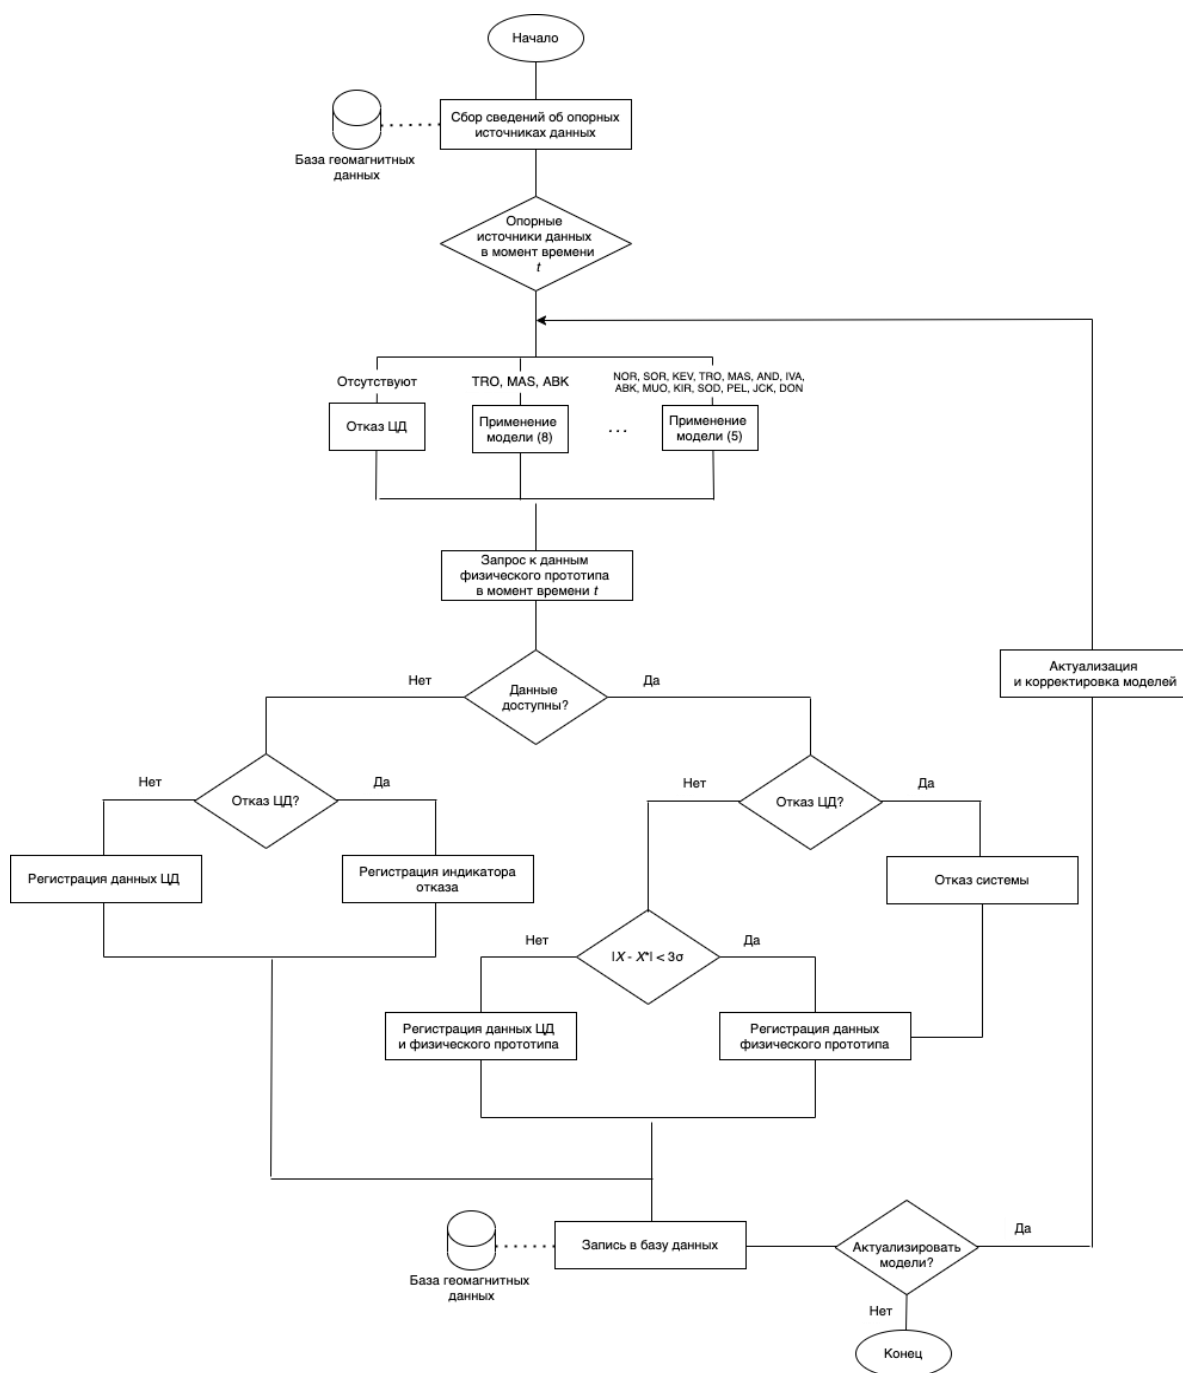 Начало
Сбор сведений об опорных
источниках данных
База геомагнитных
данных
Опорные
источники данных
в момент времени
t
Отсутствуют
TRO, MAS, ABK
NOR, SOR, KEV, TRO, MAS, AND, IVA,
ABK, MUO, KIR, SOD, PEL, JCK, DON
Отказ ЦД
Применение
модели (8)
...
Применение
модели (5)
Запрос к данным
физического прототипа
в момент времени t
Нет
Данные
доступны?
Да
Актуализация
и корректировка моделей
Нет
Отказ ЦД?
Да
Нет
Отказ ЦД?
Да
Регистрация данных ЦД
Регистрация индикатора
отказа
Отказ системы
Нет
|X - X*| < 3σ
Да
Регистрация данных ЦД
и физического прототипа
Регистрация данных
физического прототипа
База геомагнитных
данных
Запись в базу данных
Актуализировать
модели?
Да
Нет
Конец